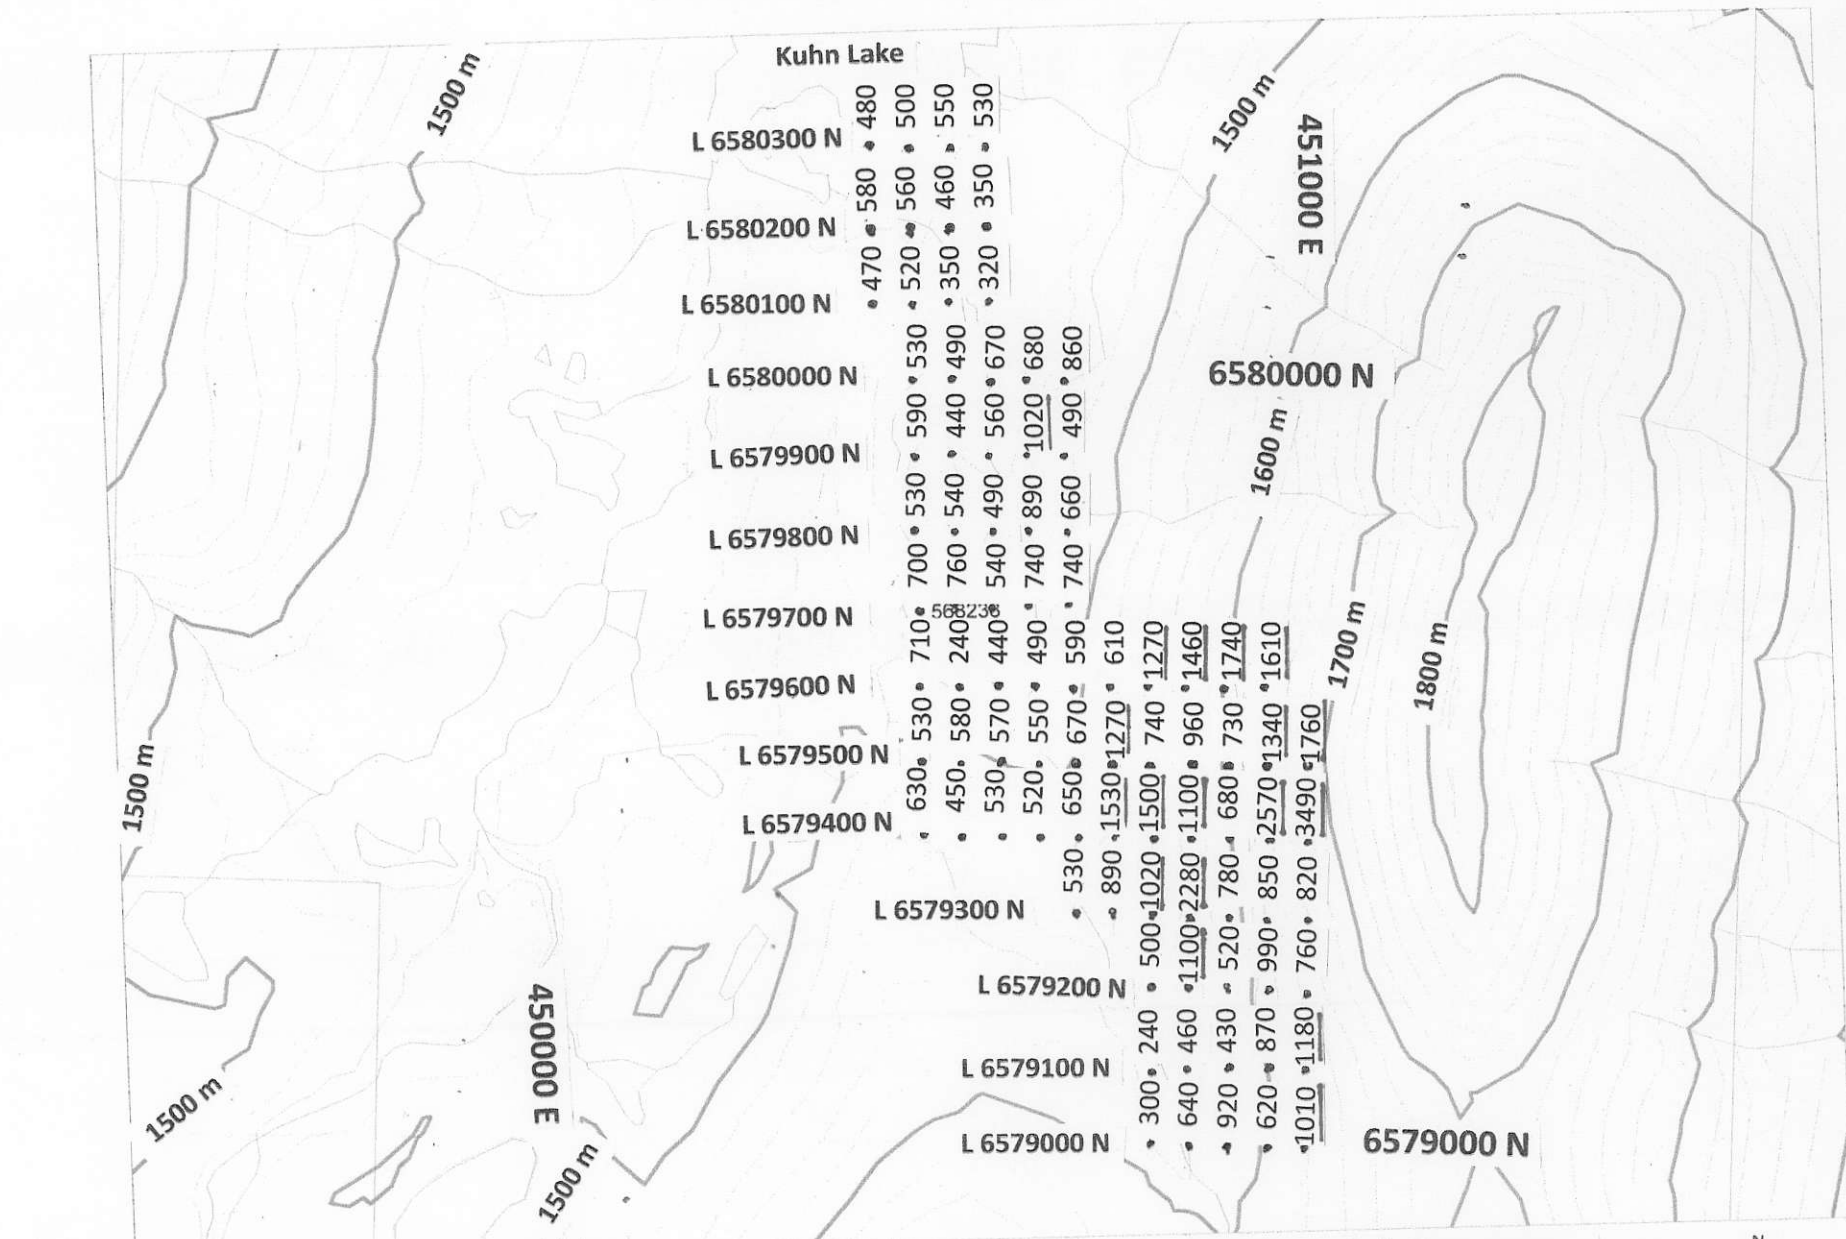 Kuhn Lake
1500 m
1500 m
451000 E
L 6580300 N 480 500 550 530
L 6580200 N 580 560 460 350
L 6580100 N 470 520 350 320
L 6580000 N 530 490 670 680 860
6580000 N
L 6579900 N 590 440 560 1020 490
1600 m
L 6579800 N 530 540 490 890 660
L 6579700 N 700 760 540 740 740
568236
L 6579600 N 710 240 440 490 590 610 1270 1460 1740 1610
1700 m
1800 m
1500 m
L 6579500 N 530 580 570 550 670 1270 740 960 730 1340 1760
L 6579400 N 630 450 530 520 650 1530 1500 1100 680 2570 3490
L 6579300 N 530 890 1020 2280 780 850 820
L 6579200 N 500 1100 520 990 760
450000 E
L 6579100 N 240 460 430 870 1180
1500 m
L 6579000 N 300 640 920 620 1010
6579000 N
1500 m
N